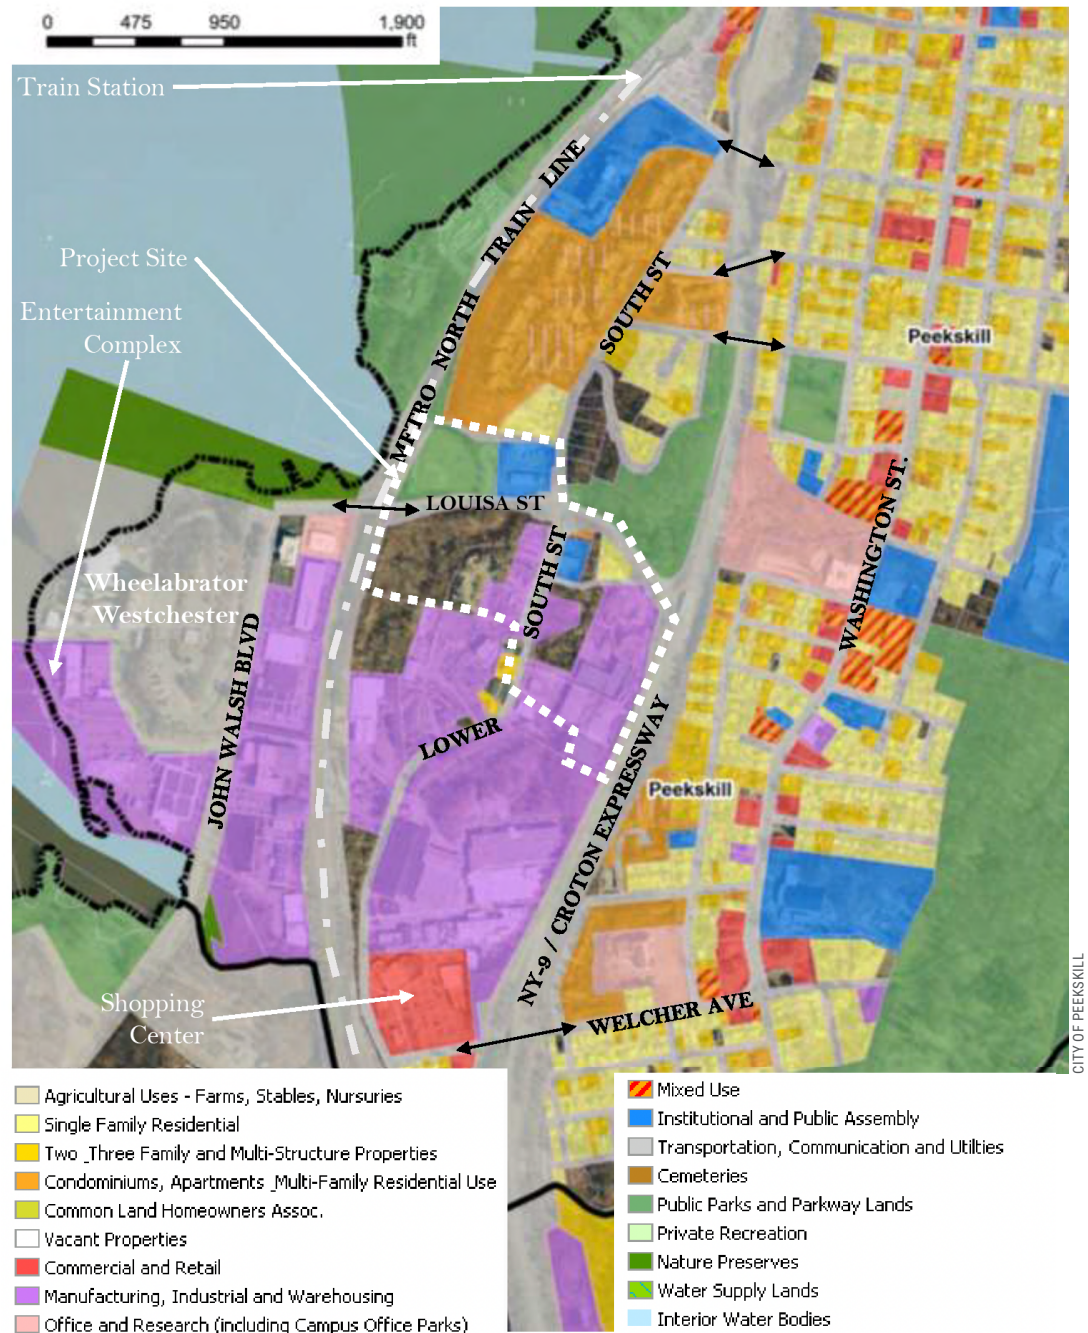 0 475 950 1,900
ft
Train Station
METRO NORTH TRAIN LINE
Project Site
SOUTH ST
Entertainment
Complex
Peekskill
LOUISA ST
WASHINGTON ST.
Wheelabrator
Westchester
SOUTH ST
JOHN WALSH BLVD
LOWER
Peekskill
NY-9 / CROTON EXPRESSWAY
Shopping
Center
WELCHER AVE
CITY OF PEEKSKILL
Agricultural Uses - Farms, Stables, Nursuries
Single Family Residential
Two _Three Family and Multi-Structure Properties
Condominiums, Apartments _Multi-Family Residential Use
Common Land Homeowners Assoc.
Vacant Properties
Commercial and Retail
Manufacturing, Industrial and Warehousing
Office and Research (including Campus Office Parks)
Mixed Use
Institutional and Public Assembly
Transportation, Communication and Utilties
Cemeteries
Public Parks and Parkway Lands
Private Recreation
Nature Preserves
Water Supply Lands
Interior Water Bodies